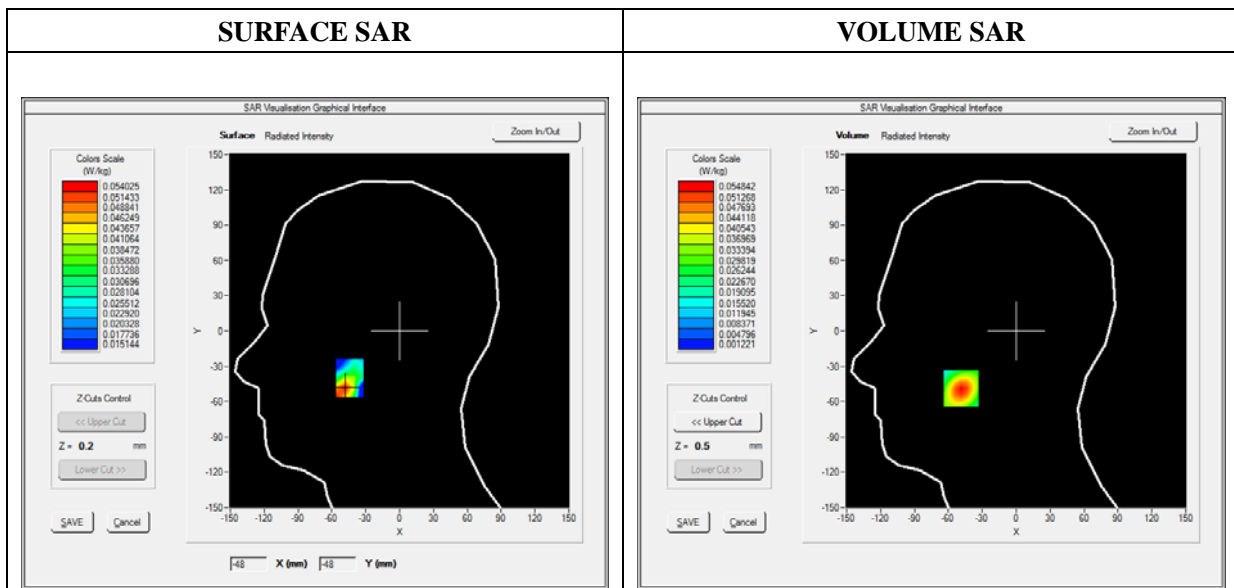 SURFACE SAR
VOLUME SAR
SAR Visualisation Graphical Interface
Surface Radiated Intensity
Zoom In/Out
Colors Scale
(W/kg)
0.054025
0.051433
0.048841
0.046249
0.043657
0.041064
0.038472
0.035880
0.033288
0.030696
0.028104
0.025512
0.022920
0.020328
0.017736
0.015144
Z-Cuts Control
<< Upper Cut
Z = 0.2 mm
Lower Cut >>
SAVE Cancel
150
120
90
60
30
0
-30
-60
-90
-120
-150
Y
-150 -120 -90 -60 -30 0 30 60 90 120 150
X
-48 X (mm) -48 Y (mm)
SAR Visualisation Graphical Interface
Volume Radiated Intensity
Zoom In/Out
Colors Scale
(W/kg)
0.054842
0.051268
0.047693
0.044118
0.040543
0.036969
0.033394
0.029819
0.026244
0.022670
0.019095
0.015520
0.011945
0.008371
0.004796
0.001221
Z-Cuts Control
<< Upper Cut
Z = 0.5 mm
Lower Cut >>
SAVE Cancel
150
120
90
60
30
0
-30
-60
-90
-120
-150
Y
-150 -120 -90 -60 -30 0 30 60 90 120 150
X